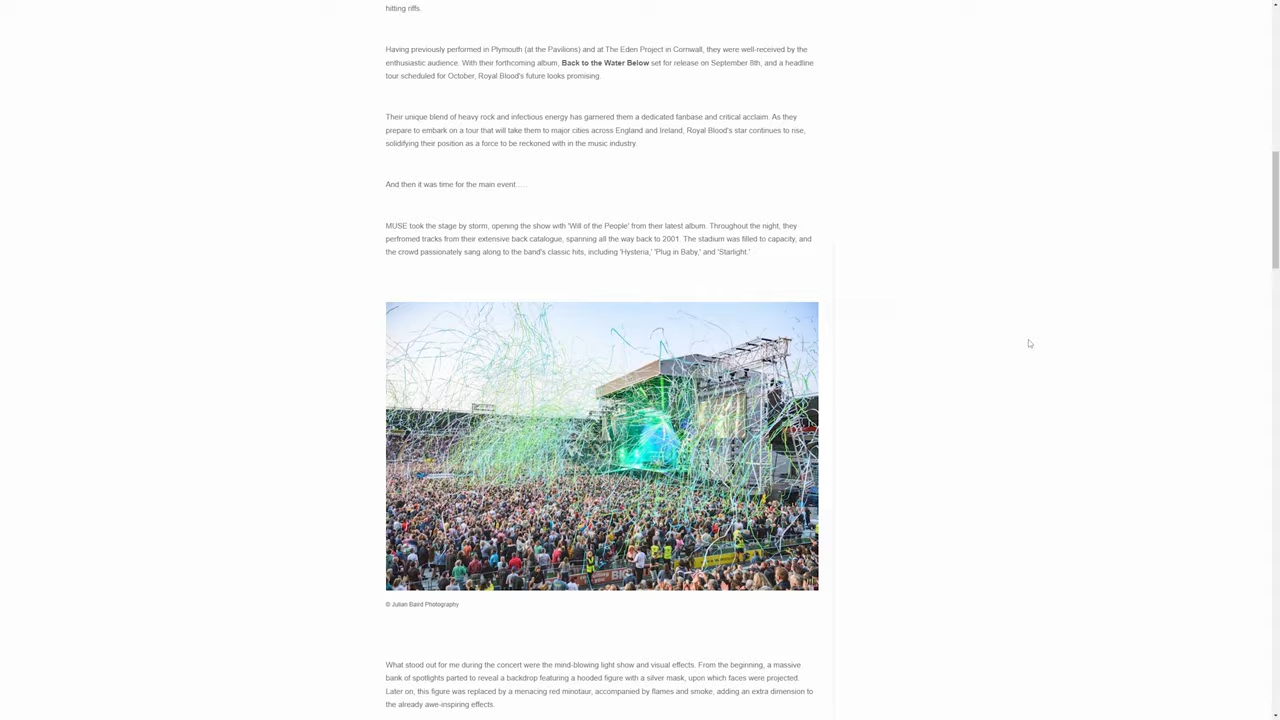 hitting riffs.
Having previously performed in Plymouth (at the Pavilions) and at The Eden Project in Cornwall, they were well-received by the
enthusiastic audience. With their forthcoming album, Back to the Water Below set for release on September 8th, and a headline
tour scheduled for October, Royal Blood's future looks promising.
Their unique blend of heavy rock and infectious energy has garnered them a dedicated fanbase and critical acclaim. As they
prepare to embark on a tour that will take them to major cities across England and Ireland, Royal Blood's star continues to rise,
solidifying their position as a force to be reckoned with in the music industry.
And then it was time for the main event......
MUSE took the stage by storm, opening the show with 'Will of the People' from their latest album. Throughout the night, they
perfromed tracks from their extensive back catalogue, spanning all the way back to 2001. The stadium was filled to capacity, and
the crowd passionately sang along to the band's classic hits, including 'Hysteria,' 'Plug in Baby,' and 'Starlight.'
BIG
© Julian Baird Photography
What stood out for me during the concert were the mind-blowing light show and visual effects. From the beginning, a massive
bank of spotlights parted to reveal a backdrop featuring a hooded figure with a silver mask, upon which faces were projected.
Later on, this figure was replaced by a menacing red minotaur, accompanied by flames and smoke, adding an extra dimension to
the already awe-inspiring effects.